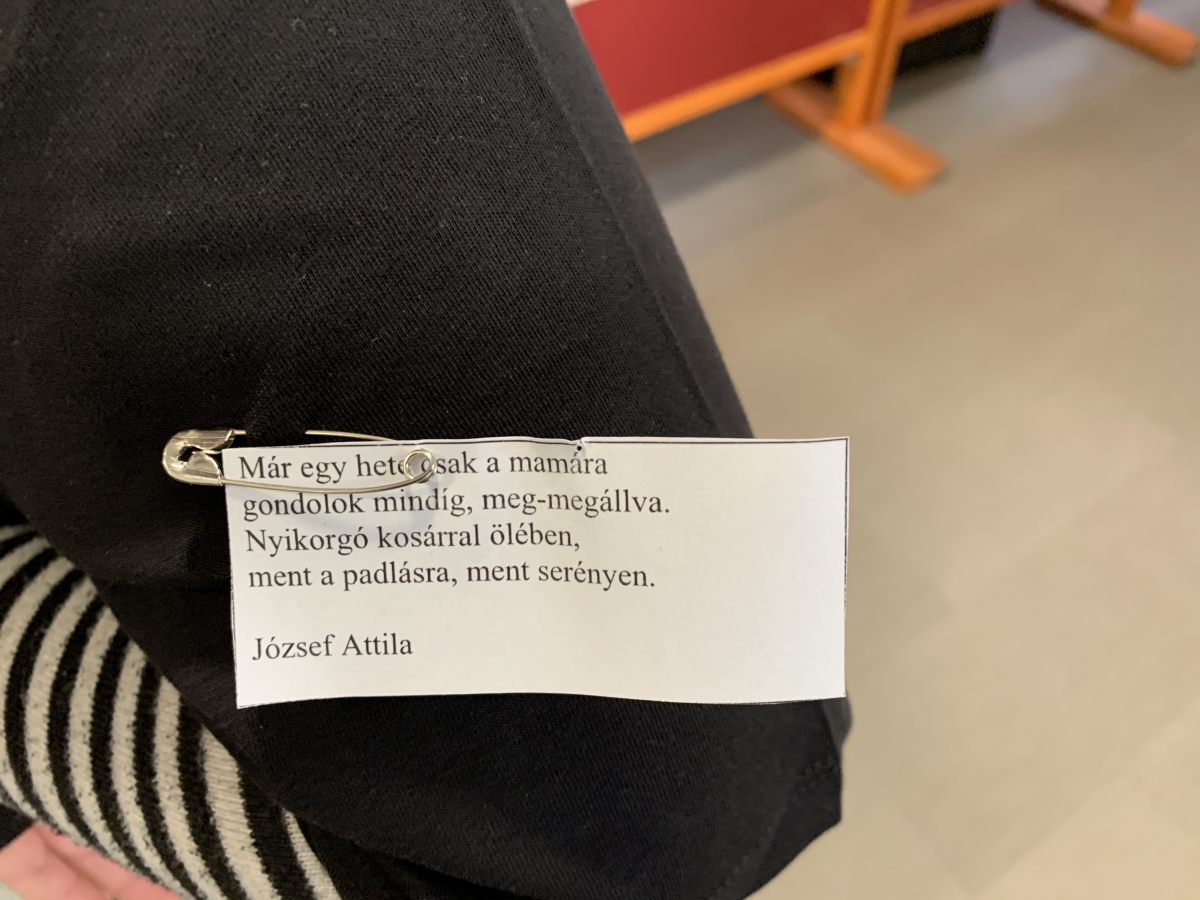 Már egy hete csak a mamára
gondolok mindíg, meg-megállva.
Nyikorgó kosárral ölében,
ment a padlásra, ment serényen.
József Attila